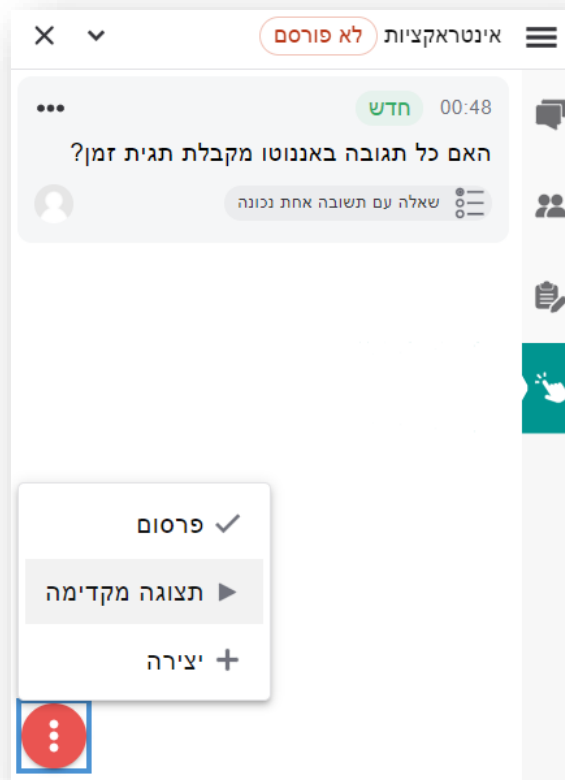 אינטראקציות לא פורסם
00:48 חדש
האם כל תגובה באננוטו מקבלת תגית זמן?
שאלה עם תשובה אחת נכונה
פרסום
תצוגה מקדימה
יצירה